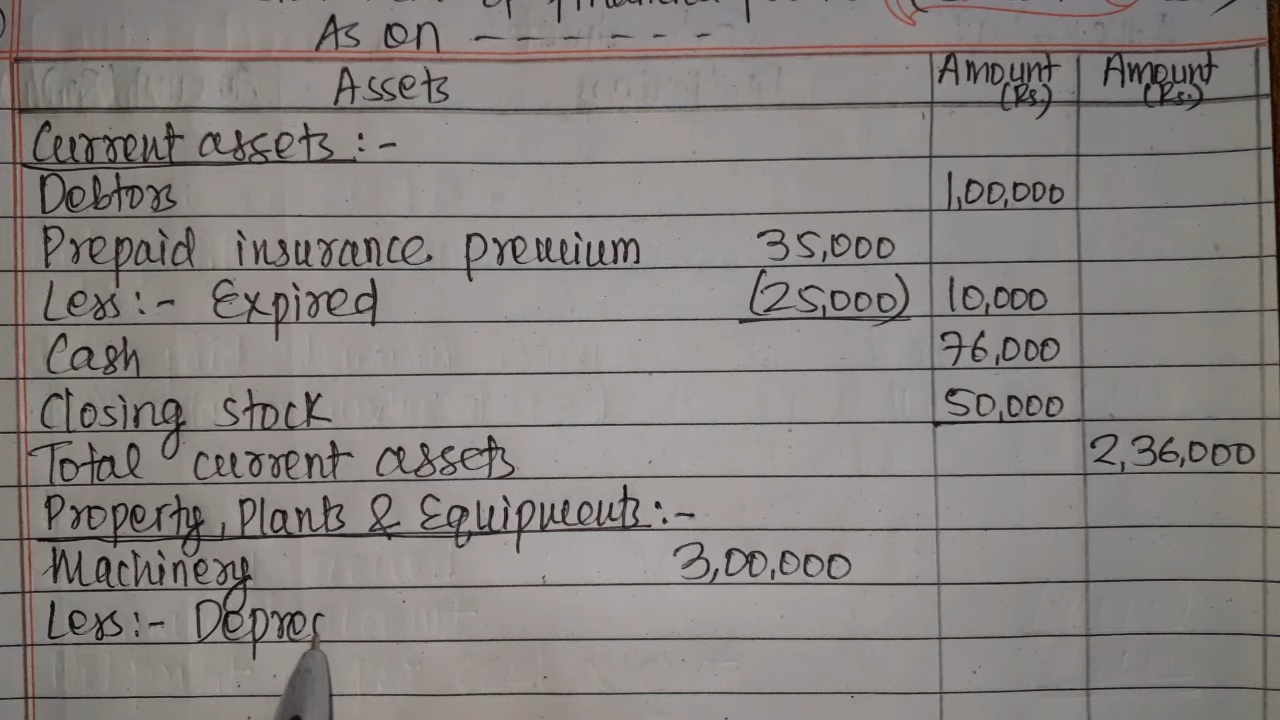 As on - - - - - -
Assets Amount (Rs.) Amount (Rs.)
Current assets :-
Debtors 1,00,000
Prepaid insurance premium 35,000
Less:- Expired (25,000) 10,000
Cash 76,000
Closing stock 50,000
Total current assets 2,36,000
Property, Plants & Equipments:-
Machinery 3,00,000
Less:- Deprec